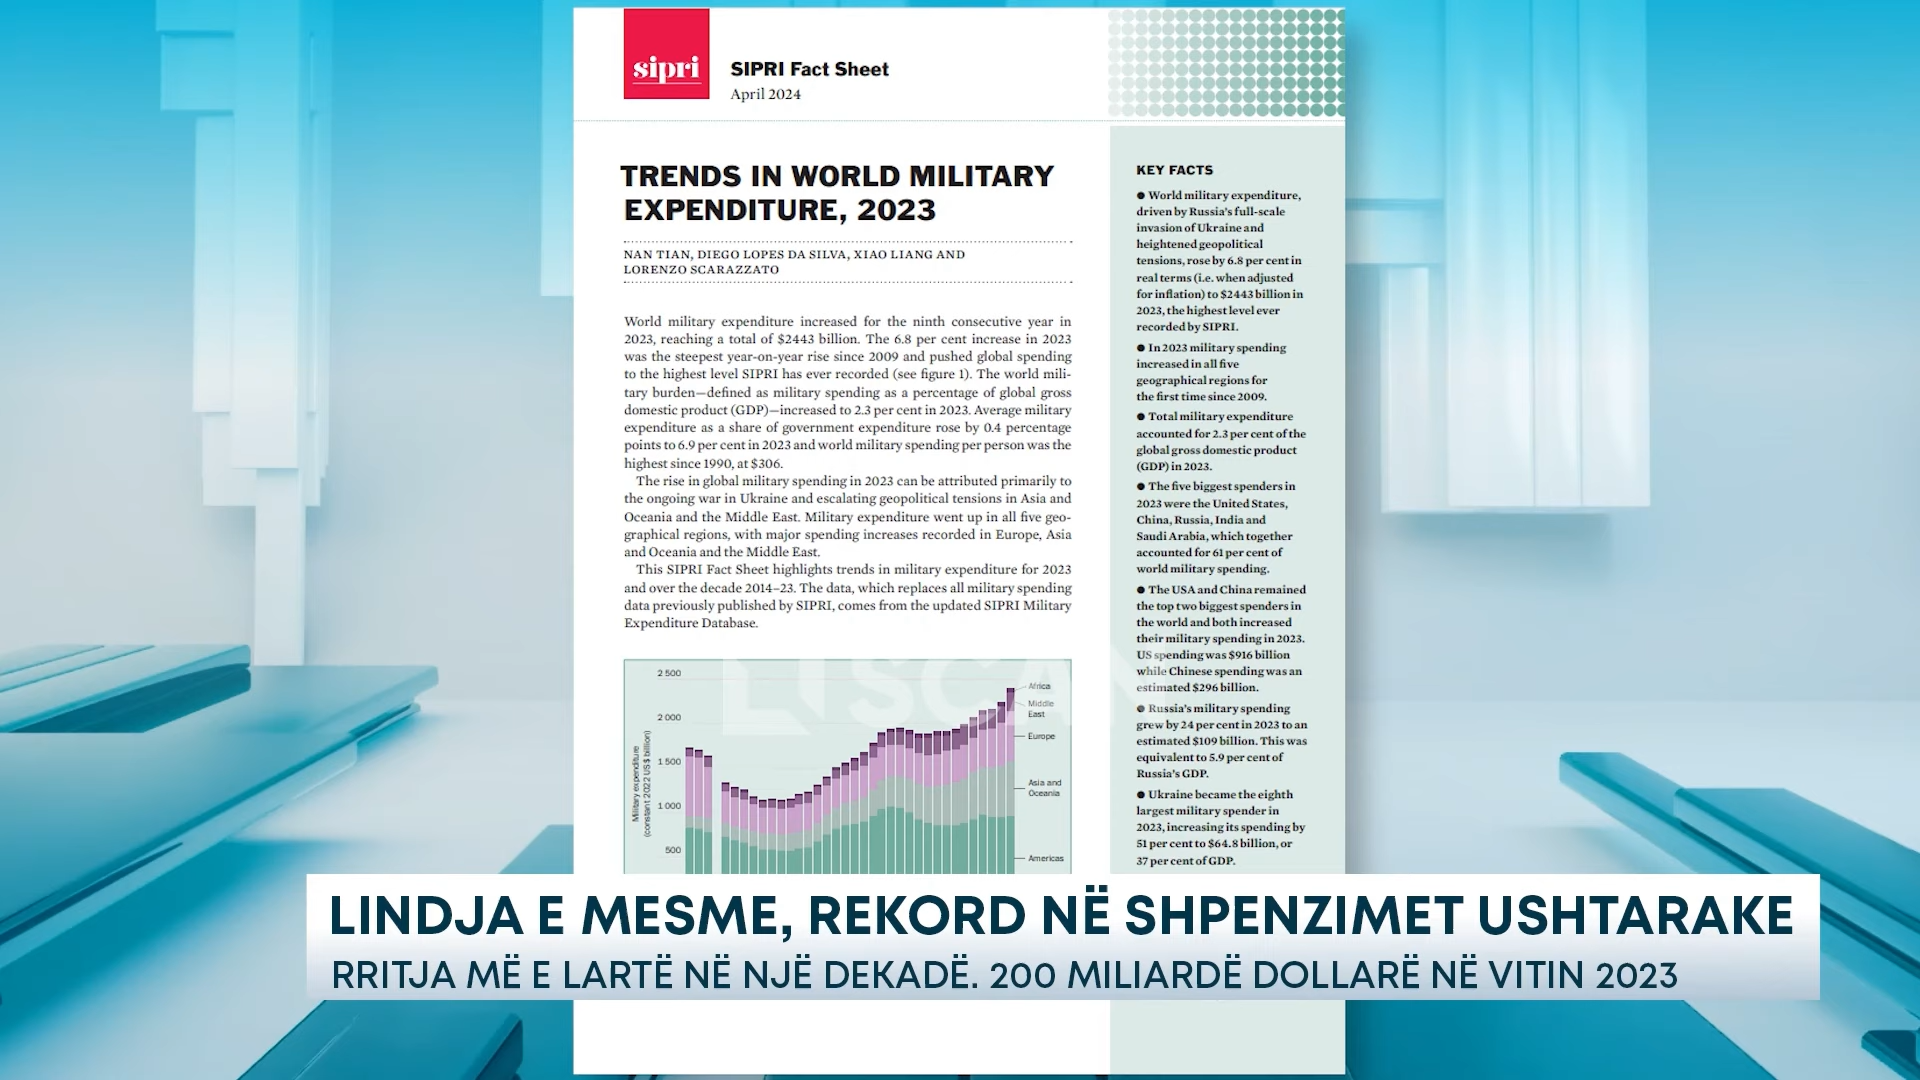 sipri
SIPRI Fact Sheet
April 2024
TRENDS IN WORLD MILITARY
EXPENDITURE, 2023
NAN TIAN, DIEGO LOPES DA SILVA, XIAO LIANG AND
LORENZO SCARAZZATO
World military expenditure increased for the ninth consecutive year in
2023, reaching a total of $2443 billion. The 6.8 per cent increase in 2023
was the steepest year-on-year rise since 2009 and pushed global spending
to the highest level SIPRI has ever recorded (see figure 1). The world mili-
tary burden—defined as military spending as a percentage of global gross
domestic product (GDP)—increased to 2.3 per cent in 2023. Average military
expenditure as a share of government expenditure rose by 0.4 percentage
points to 6.9 per cent in 2023 and world military spending per person was the
highest since 1990, at $306.
The rise in global military spending in 2023 can be attributed primarily to
the ongoing war in Ukraine and escalating geopolitical tensions in Asia and
Oceania and the Middle East. Military expenditure went up in all five geo-
graphical regions, with major spending increases recorded in Europe, Asia
and Oceania and the Middle East.
This SIPRI Fact Sheet highlights trends in military expenditure for 2023
and over the decade 2014–23. The data, which replaces all military spending
data previously published by SIPRI, comes from the updated SIPRI Military
Expenditure Database.
Military expenditure
(constant 2022 US$ billion)
2 500
2 000
1 500
1 000
500
Africa
Middle
East
Europe
Asia and
Oceania
Americas
SCAN
KEY FACTS
● World military expenditure,
driven by Russia's full-scale
invasion of Ukraine and
heightened geopolitical
tensions, rose by 6.8 per cent in
real terms (i.e. when adjusted
for inflation) to $2443 billion in
2023, the highest level ever
recorded by SIPRI.
● In 2023 military spending
increased in all five
geographical regions for
the first time since 2009.
● Total military expenditure
accounted for 2.3 per cent of the
global gross domestic product
(GDP) in 2023.
● The five biggest spenders in
2023 were the United States,
China, Russia, India and
Saudi Arabia, which together
accounted for 61 per cent of
world military spending.
● The USA and China remained
the top two biggest spenders in
the world and both increased
their military spending in 2023.
US spending was $916 billion
while Chinese spending was an
estimated $296 billion.
● Russia's military spending
grew by 24 per cent in 2023 to an
estimated $109 billion. This was
equivalent to 5.9 per cent of
Russia's GDP.
● Ukraine became the eighth
largest military spender in
2023, increasing its spending by
51 per cent to $64.8 billion, or
37 per cent of GDP.
LINDJA E MESME, REKORD NË SHPENZIMET USHTARAKE
RRITJA MË E LARTË NË NJË DEKADË. 200 MILIARDË DOLLARË NË VITIN 2023